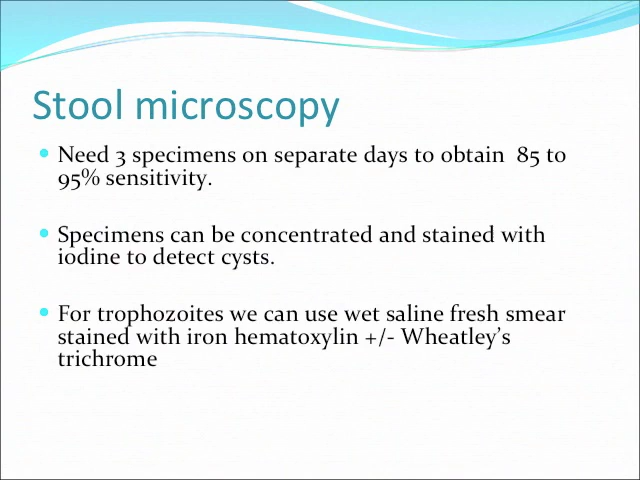 Stool microscopy
Need 3 specimens on separate days to obtain  85 to
95% sensitivity.
Specimens can be concentrated and stained with
iodine to detect cysts.
For trophozoites we can use wet saline fresh smear
stained with iron hematoxylin +/- Wheatley’s
trichrome